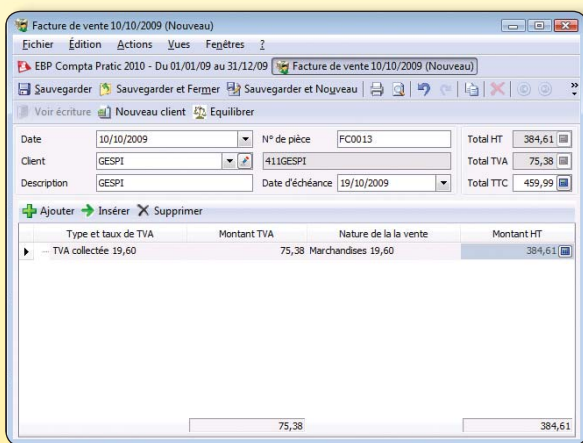 Facture de vente 10/10/2009 (Nouveau)
Fichier Édition Actions Vues Fenêtres ?
EBP Compta Pratic 2010 - Du 01/01/09 au 31/12/09 Facture de vente 10/10/2009 (Nouveau)
Sauvegarder Sauvegarder et Fermer Sauvegarder et Nouveau
Voir écriture Nouveau client Equilibrer
Date 10/10/2009 N° de pièce FC0013 Total HT 384,61
Client GESPI 411GESPI Total TVA 75,38
Description GESPI Date d'échéance 19/10/2009 Total TTC 459,99
Ajouter Insérer Supprimer
Type et taux de TVA Montant TVA Nature de la la vente Montant HT
TVA collectée 19,60 75,38 Marchandises 19,60 384,61
75,38 384,61